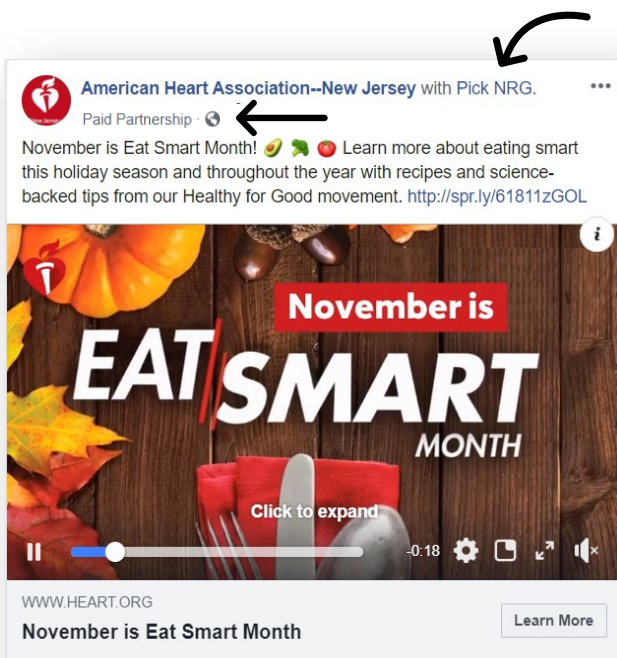 American Heart Association--New Jersey with Pick NRG.
Paid Partnership ·
November is Eat Smart Month! 🥑 🥦 🍅 Learn more about eating smart
this holiday season and throughout the year with recipes and science-
backed tips from our Healthy for Good movement. http://spr.ly/61811zGOL
i
November is
EAT
SMART
MONTH
Click to expand
-0:18
WWW.HEART.ORG
November is Eat Smart Month
Learn More